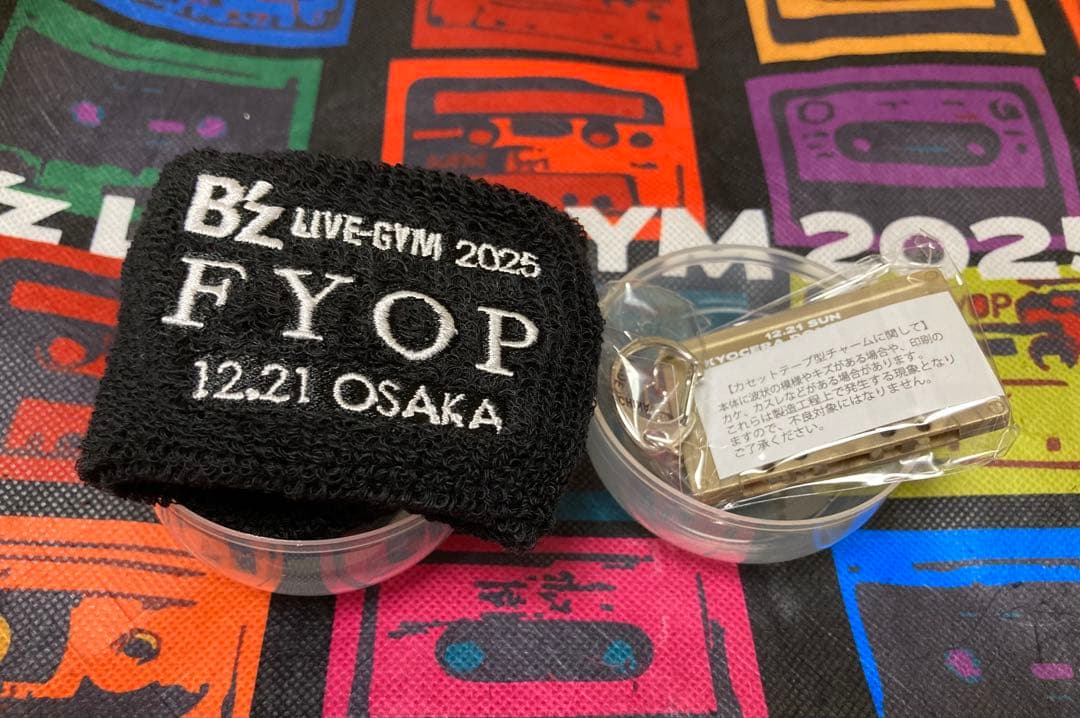 B'z LIVE-GYM 2025
FYOP
12.21 OSAKA
YM 2025
12.21 SUN
KYOCERA
【カセットテープ型チャームに関して】
本体に波状の模様やキズがある場合や、印刷の
カケ、カスレなどがある場合があります。
これらは製造工程上で発生する現象となり
ますので、不良対象にはなりません。
ご了承ください。